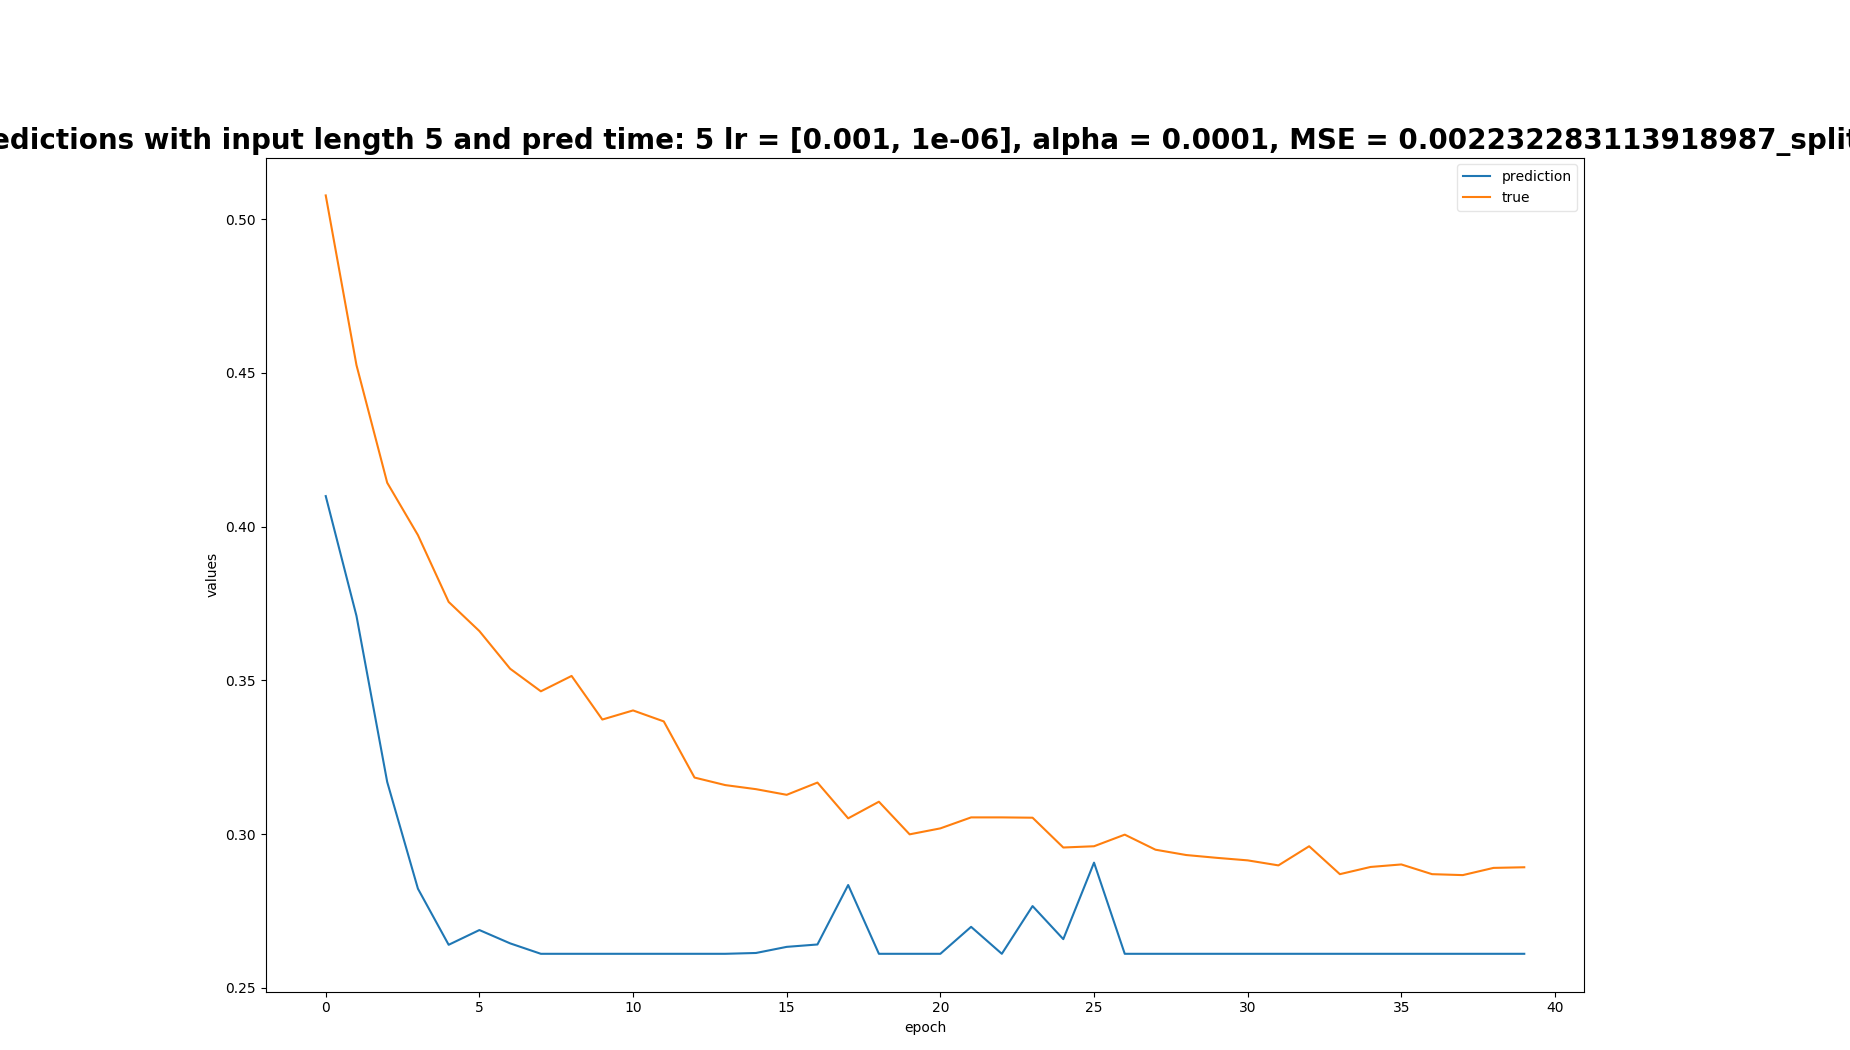 edictions with input length 5 and pred time: 5 lr = [0.001, 1e-06], alpha = 0.0001, MSE = 0.002232283113918987_split
prediction
true
0.50
0.45
0.40
0.35
0.30
0.25
values
0 5 10 15 20 25 30 35 40
epoch